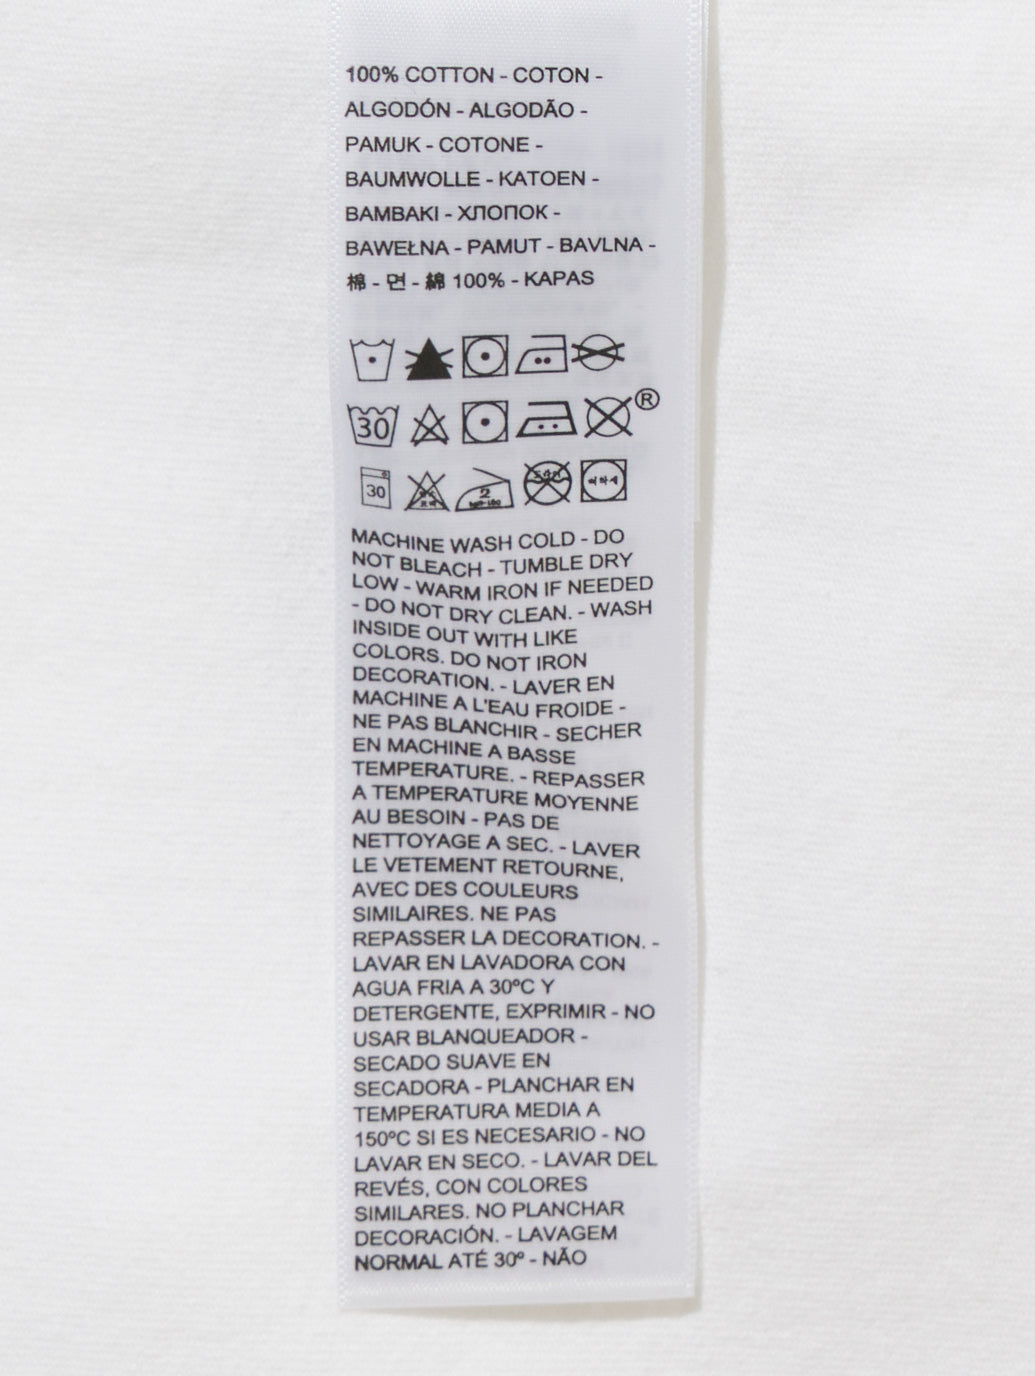 100% COTTON - COTON -
ALGODÓN - ALGODÃO -
PAMUK - COTONE -
BAUMWOLLE - KATOEN -
BAMBAKI - ХЛОПОК -
BAWEŁNA - PAMUT - BAVLNA -
棉 - 면 - 綿 100% - KAPAS
®
30
30 2
MACHINE WASH COLD - DO
NOT BLEACH - TUMBLE DRY
LOW - WARM IRON IF NEEDED
- DO NOT DRY CLEAN. - WASH
INSIDE OUT WITH LIKE
COLORS. DO NOT IRON
DECORATION. - LAVER EN
MACHINE A L'EAU FROIDE -
NE PAS BLANCHIR - SECHER
EN MACHINE A BASSE
TEMPERATURE. - REPASSER
A TEMPERATURE MOYENNE
AU BESOIN - PAS DE
NETTOYAGE A SEC. - LAVER
LE VETEMENT RETOURNE,
AVEC DES COULEURS
SIMILAIRES. NE PAS
REPASSER LA DECORATION. -
LAVAR EN LAVADORA CON
AGUA FRIA A 30ºC Y
DETERGENTE, EXPRIMIR - NO
USAR BLANQUEADOR -
SECADO SUAVE EN
SECADORA - PLANCHAR EN
TEMPERATURA MEDIA A
150ºC SI ES NECESARIO - NO
LAVAR EN SECO. - LAVAR DEL
REVÉS, CON COLORES
SIMILARES. NO PLANCHAR
DECORACIÓN. - LAVAGEM
NORMAL ATÉ 30º - NÃO